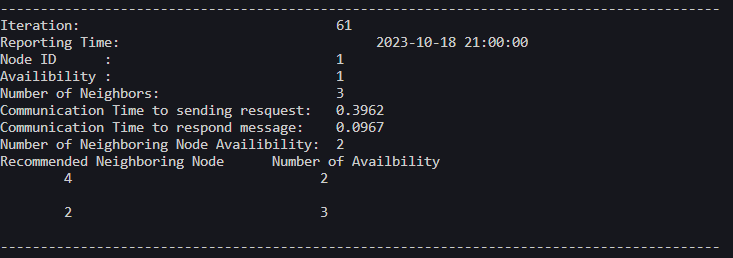 ------------------------------------------------------------------------------------------
Iteration: 61
Reporting Time: 2023-10-18 21:00:00
Node ID : 1
Availibility : 1
Number of Neighbors: 3
Communication Time to sending resquest: 0.3962
Communication Time to respond message: 0.0967
Number of Neighboring Node Availibility: 2
Recommended Neighboring Node Number of Availbility
4 2
2 3
------------------------------------------------------------------------------------------